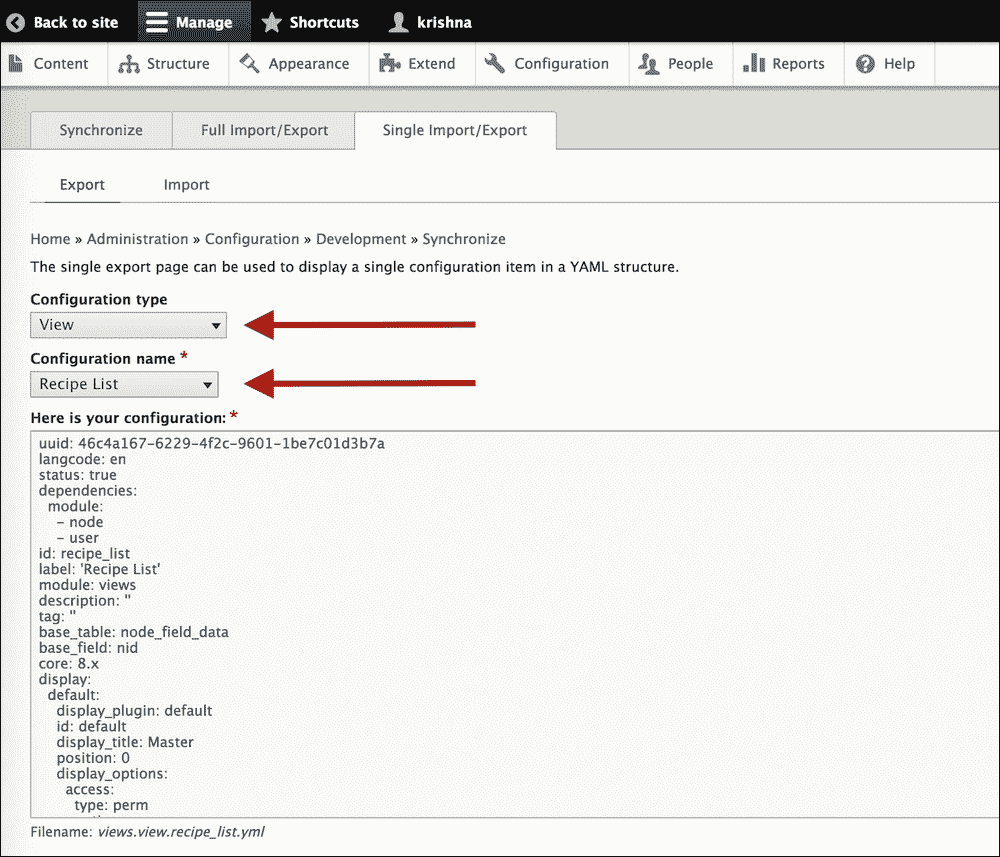 Back to site Manage Shortcuts krishna
Content Structure Appearance Extend Configuration People Reports Help
Synchronize Full Import/Export Single Import/Export
Export Import
Home » Administration » Configuration » Development » Synchronize
The single export page can be used to display a single configuration item in a YAML structure.
Configuration type
View
Configuration name *
Recipe List
Here is your configuration: *
uuid: 46c4a167-6229-4f2c-9601-1be7c01d3b7a
langcode: en
status: true
dependencies:
  module:
    - node
    - user
id: recipe_list
label: 'Recipe List'
module: views
description: ''
tag: ''
base_table: node_field_data
base_field: nid
core: 8.x
display:
  default:
    display_plugin: default
    id: default
    display_title: Master
    position: 0
    display_options:
      access:
        type: perm
Filename: views.view.recipe_list.yml